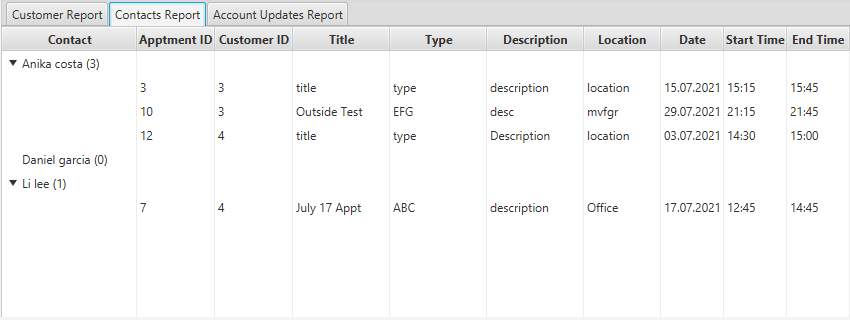 Customer Report Contacts Report Account Updates Report
Contact Apptment ID Customer ID Title Type Description Location Date Start Time End Time
Anika costa (3)
3 3 title type description location 15.07.2021 15:15 15:45
10 3 Outside Test EFG desc mvfgr 29.07.2021 21:15 21:45
12 4 title type Description location 03.07.2021 14:30 15:00
Daniel garcia (0)
Li lee (1)
7 4 July 17 Appt ABC description Office 17.07.2021 12:45 14:45